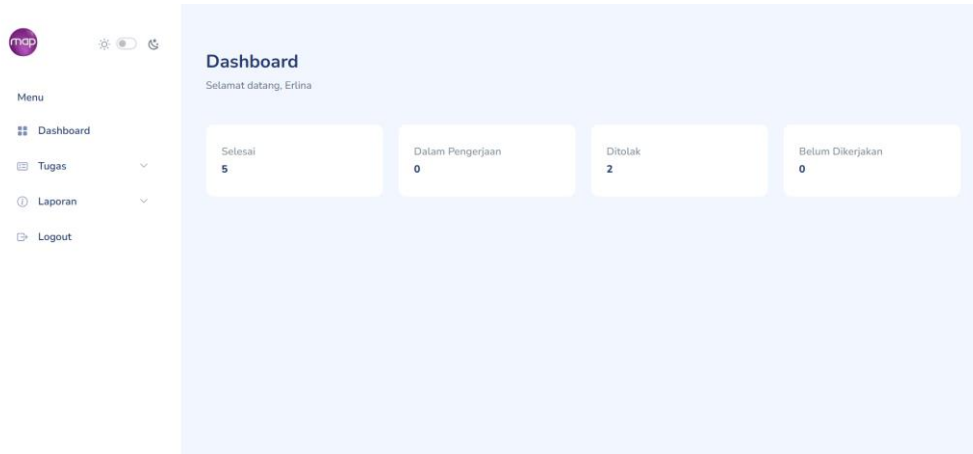 map
Menu
Dashboard
Tugas
Laporan
Logout
Dashboard
Selamat datang, Erlina
Selesai
5
Dalam Pengerjaan
0
Ditolak
2
Belum Dikerjakan
0